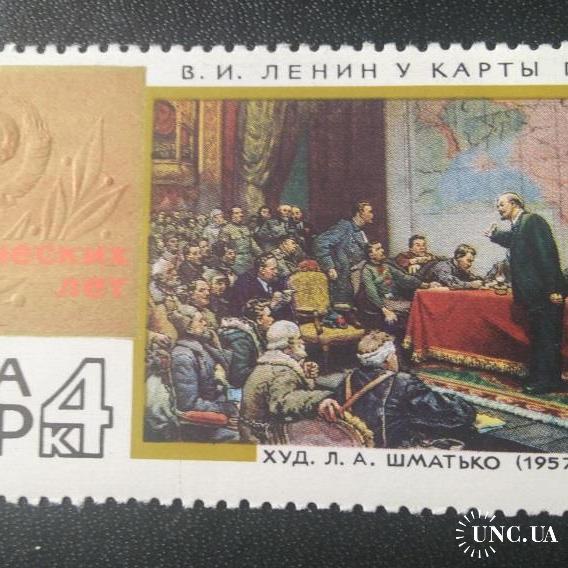 В. И. ЛЕНИН У КАРТЫ
лет
4
К
ХУД. Л. А. ШМАТЬКО (1957
UNC.UA